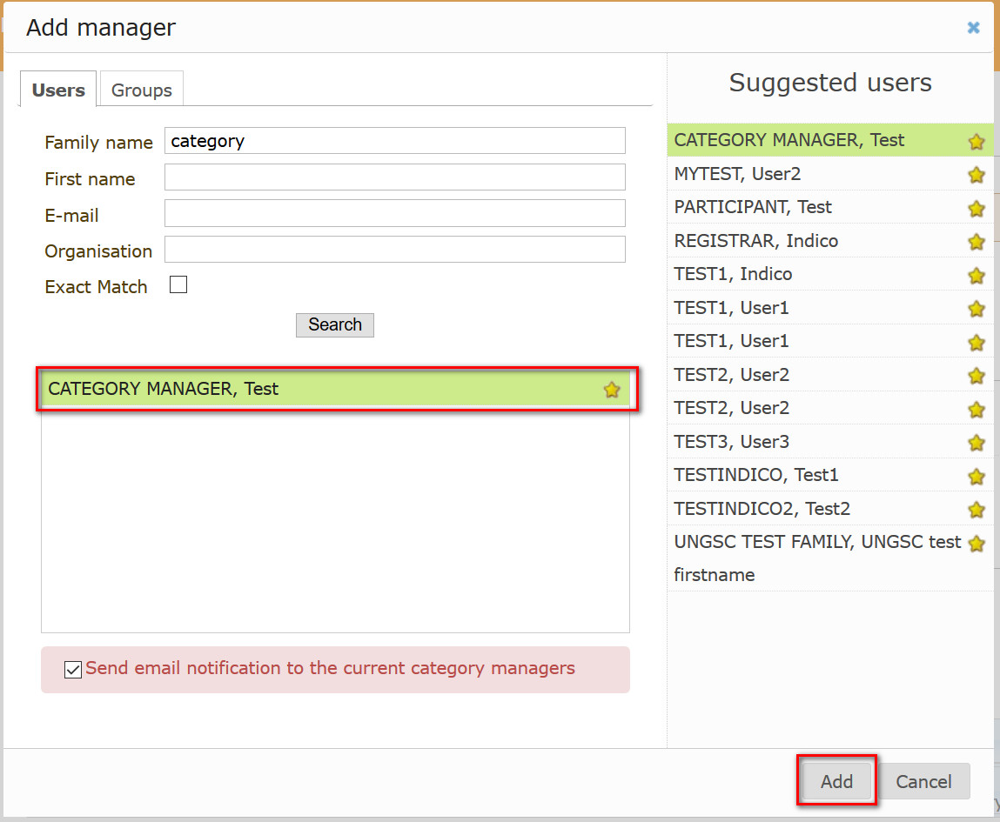 Add manager
Users
Groups
Family name
category
First name
E-mail
Organisation
Exact Match
Search
CATEGORY MANAGER, Test
Send email notification to the current category managers
Suggested users
CATEGORY MANAGER, Test
MYTEST, User2
PARTICIPANT, Test
REGISTRAR, Indico
TEST1, Indico
TEST1, User1
TEST1, User1
TEST2, User2
TEST2, User2
TEST3, User3
TESTINDICO, Test1
TESTINDICO2, Test2
UNGSC TEST FAMILY, UNGSC test
firstname
Add
Cancel